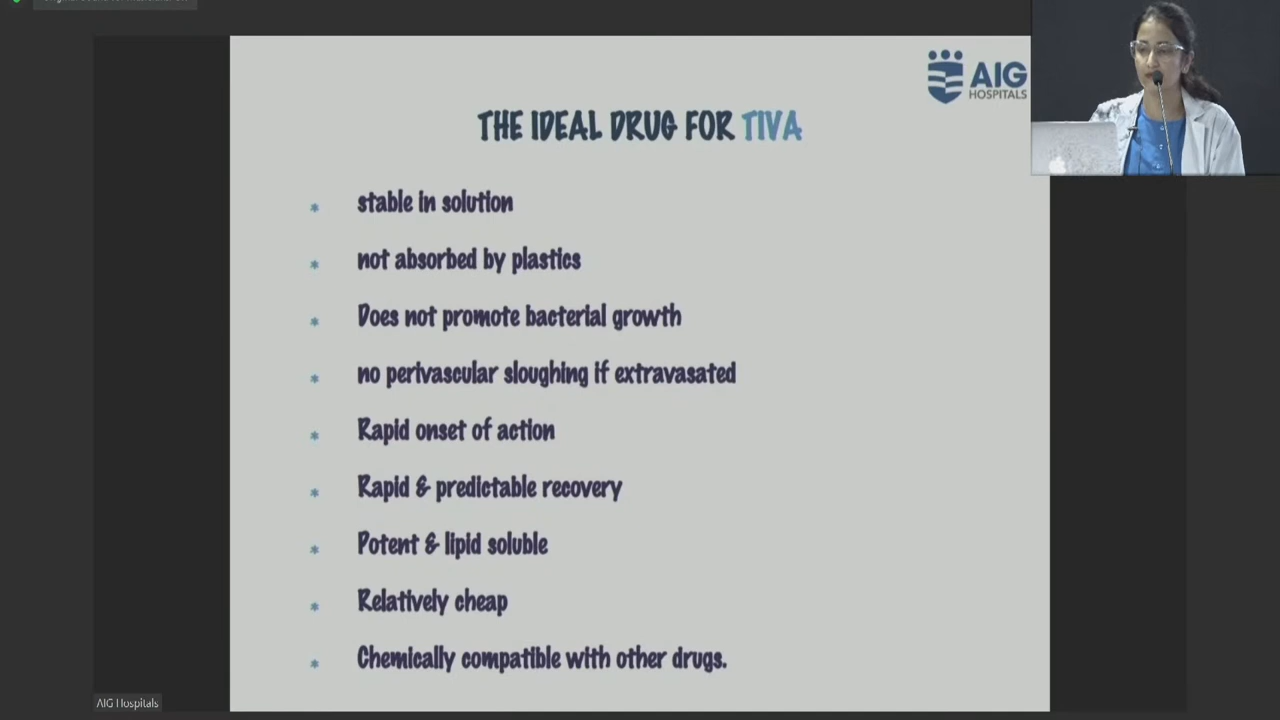 AIG
HOSPITALS
THE IDEAL DRUG FOR TIVA
* stable in solution
* not absorbed by plastics
* Does not promote bacterial growth
* no perivascular sloughing if extravasated
* Rapid onset of action
* Rapid & predictable recovery
* Potent & lipid soluble
* Relatively cheap
* Chemically compatible with other drugs.
AIG Hospitals